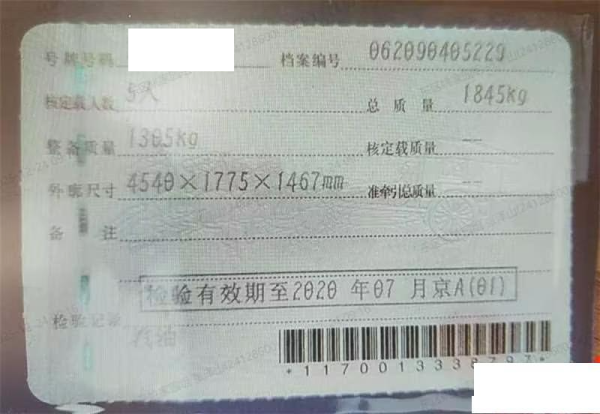 号牌号码 档案编号 062090405229
核定载人数 5人 总质量 1845kg
整备质量 1305kg 核定载质量 --
外廓尺寸 4540×1775×1467mm 准牵引总质量 --
备注
检验有效期至2020 年07 月京A(01)
检验记录 汽油